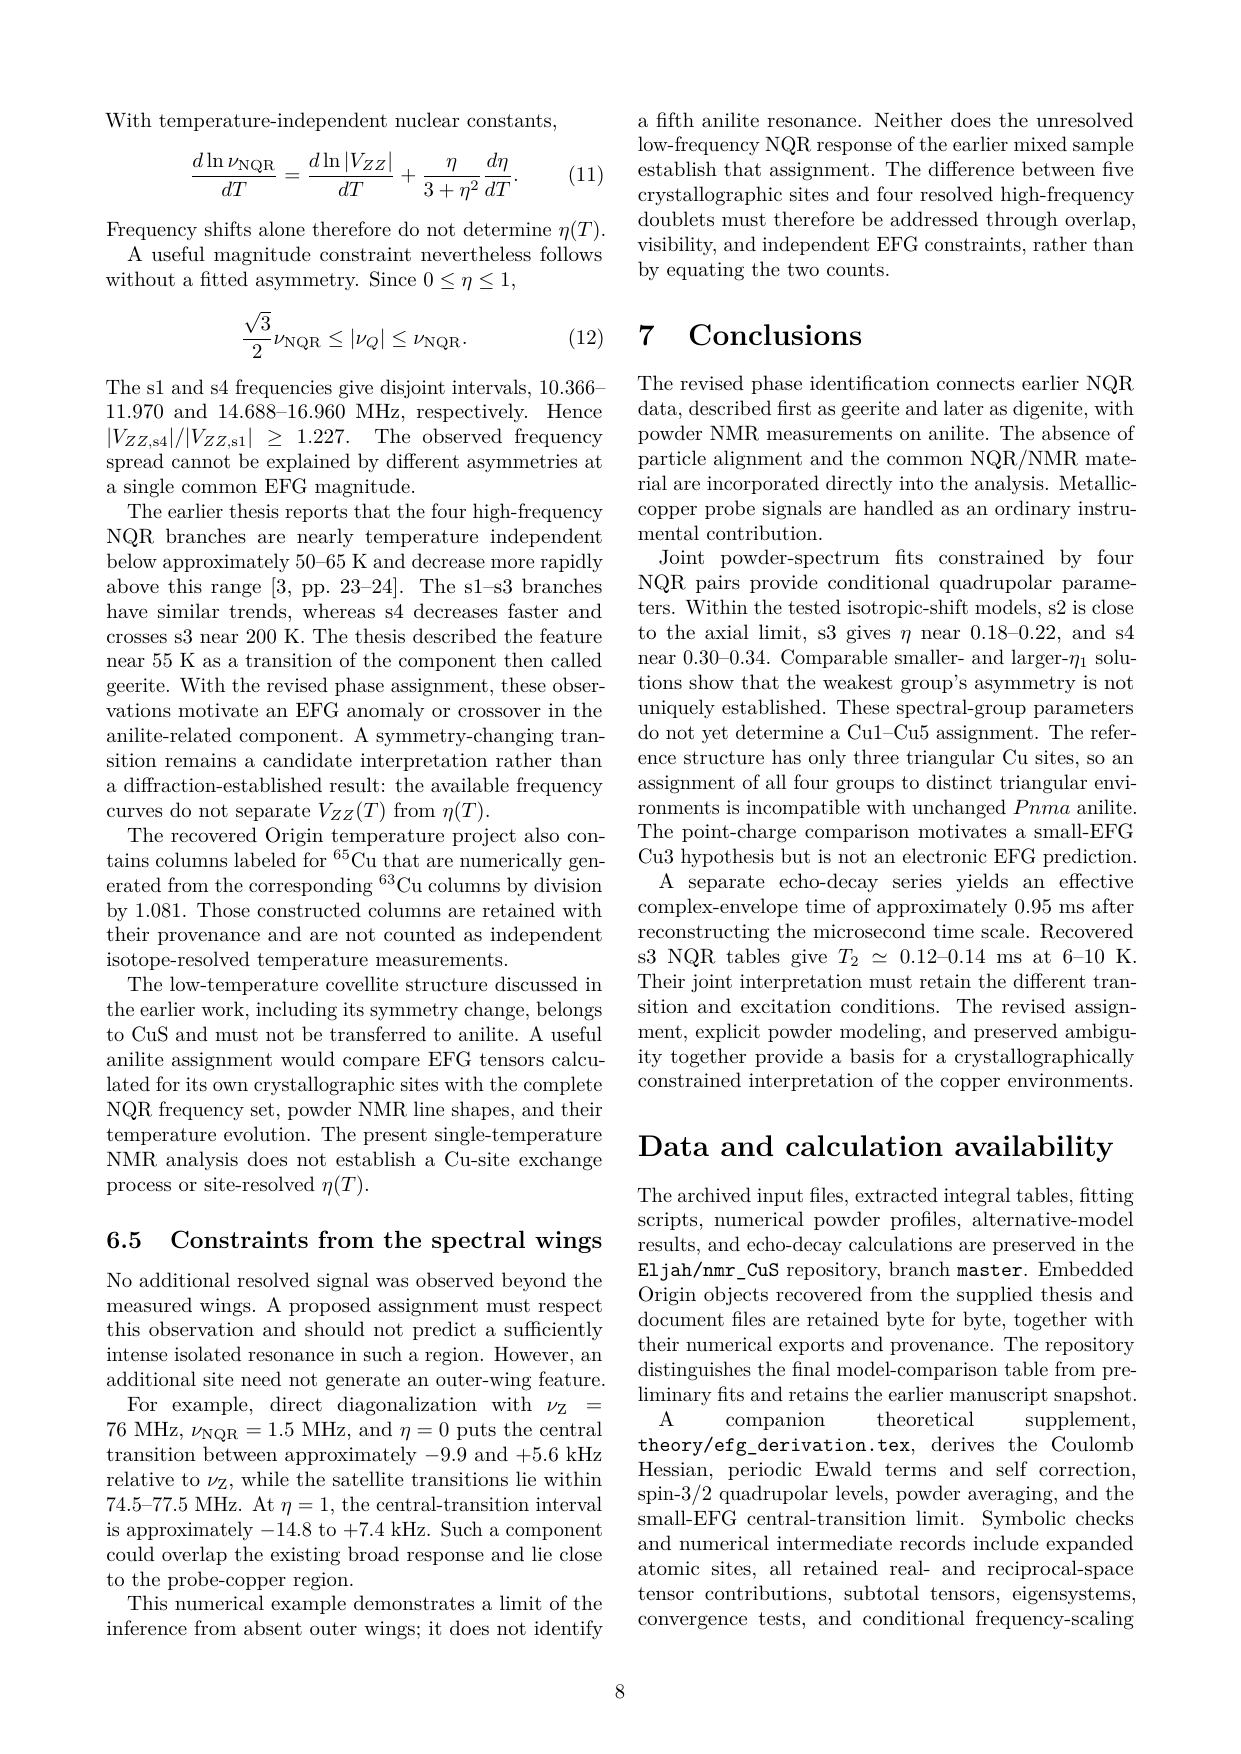 With temperature-independent nuclear constants,
d ln ν_NQR / dT = d ln |V_ZZ| / dT + η / (3 + η²) dη / dT. (11)
Frequency shifts alone therefore do not determine η(T).
A useful magnitude constraint nevertheless follows
without a fitted asymmetry. Since 0 ≤ η ≤ 1,
√3 / 2 ν_NQR ≤ |ν_Q| ≤ ν_NQR. (12)
The s1 and s4 frequencies give disjoint intervals, 10.366–
11.970 and 14.688–16.960 MHz, respectively. Hence
|V_ZZ,s4|/|V_ZZ,s1| ≥ 1.227. The observed frequency
spread cannot be explained by different asymmetries at
a single common EFG magnitude.
The earlier thesis reports that the four high-frequency
NQR branches are nearly temperature independent
below approximately 50–65 K and decrease more rapidly
above this range [3, pp. 23–24]. The s1–s3 branches
have similar trends, whereas s4 decreases faster and
crosses s3 near 200 K. The thesis described the feature
near 55 K as a transition of the component then called
geerite. With the revised phase assignment, these obser-
vations motivate an EFG anomaly or crossover in the
anilite-related component. A symmetry-changing tran-
sition remains a candidate interpretation rather than
a diffraction-established result: the available frequency
curves do not separate V_ZZ(T) from η(T).
The recovered Origin temperature project also con-
tains columns labeled for ⁶⁵Cu that are numerically gen-
erated from the corresponding ⁶³Cu columns by division
by 1.081. Those constructed columns are retained with
their provenance and are not counted as independent
isotope-resolved temperature measurements.
The low-temperature covellite structure discussed in
the earlier work, including its symmetry change, belongs
to CuS and must not be transferred to anilite. A useful
anilite assignment would compare EFG tensors calcu-
lated for its own crystallographic sites with the complete
NQR frequency set, powder NMR line shapes, and their
temperature evolution. The present single-temperature
NMR analysis does not establish a Cu-site exchange
process or site-resolved η(T).
6.5 Constraints from the spectral wings
No additional resolved signal was observed beyond the
measured wings. A proposed assignment must respect
this observation and should not predict a sufficiently
intense isolated resonance in such a region. However, an
additional site need not generate an outer-wing feature.
For example, direct diagonalization with ν_Z =
76 MHz, ν_NQR = 1.5 MHz, and η = 0 puts the central
transition between approximately −9.9 and +5.6 kHz
relative to ν_Z, while the satellite transitions lie within
74.5–77.5 MHz. At η = 1, the central-transition interval
is approximately −14.8 to +7.4 kHz. Such a component
could overlap the existing broad response and lie close
to the probe-copper region.
This numerical example demonstrates a limit of the
inference from absent outer wings; it does not identify
a fifth anilite resonance. Neither does the unresolved
low-frequency NQR response of the earlier mixed sample
establish that assignment. The difference between five
crystallographic sites and four resolved high-frequency
doublets must therefore be addressed through overlap,
visibility, and independent EFG constraints, rather than
by equating the two counts.
7 Conclusions
The revised phase identification connects earlier NQR
data, described first as geerite and later as digenite, with
powder NMR measurements on anilite. The absence of
particle alignment and the common NQR/NMR mate-
rial are incorporated directly into the analysis. Metallic-
copper probe signals are handled as an ordinary instru-
mental contribution.
Joint powder-spectrum fits constrained by four
NQR pairs provide conditional quadrupolar parame-
ters. Within the tested isotropic-shift models, s2 is close
to the axial limit, s3 gives η near 0.18–0.22, and s4
near 0.30–0.34. Comparable smaller- and larger-η₁ solu-
tions show that the weakest group's asymmetry is not
uniquely established. These spectral-group parameters
do not yet determine a Cu1–Cu5 assignment. The refer-
ence structure has only three triangular Cu sites, so an
assignment of all four groups to distinct triangular envi-
ronments is incompatible with unchanged Pnma anilite.
The point-charge comparison motivates a small-EFG
Cu3 hypothesis but is not an electronic EFG prediction.
A separate echo-decay series yields an effective
complex-envelope time of approximately 0.95 ms after
reconstructing the microsecond time scale. Recovered
s3 NQR tables give T₂ ≃ 0.12–0.14 ms at 6–10 K.
Their joint interpretation must retain the different tran-
sition and excitation conditions. The revised assign-
ment, explicit powder modeling, and preserved ambigu-
ity together provide a basis for a crystallographically
constrained interpretation of the copper environments.
Data and calculation availability
The archived input files, extracted integral tables, fitting
scripts, numerical powder profiles, alternative-model
results, and echo-decay calculations are preserved in the
Eljah/nmr_CuS repository, branch master. Embedded
Origin objects recovered from the supplied thesis and
document files are retained byte for byte, together with
their numerical exports and provenance. The repository
distinguishes the final model-comparison table from pre-
liminary fits and retains the earlier manuscript snapshot.
A companion theoretical supplement,
theory/efg_derivation.tex, derives the Coulomb
Hessian, periodic Ewald terms and self correction,
spin-3/2 quadrupolar levels, powder averaging, and the
small-EFG central-transition limit. Symbolic checks
and numerical intermediate records include expanded
atomic sites, all retained real- and reciprocal-space
tensor contributions, subtotal tensors, eigensystems,
convergence tests, and conditional frequency-scaling
8